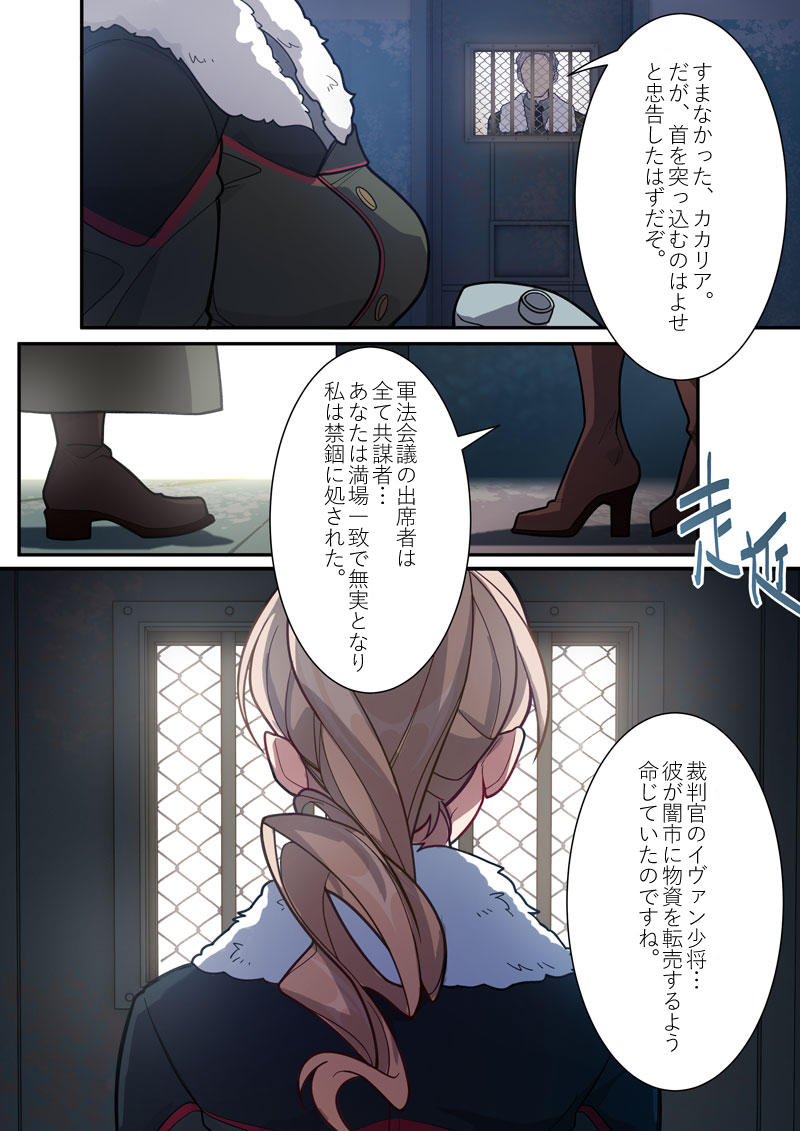 すまなかった、カカリア。
だが、首を突っ込むのはよせ
と忠告したはずだぞ。
軍法会議の出席者は
全て共謀者…
あなたは満場一致で無実となり
私は禁錮に処された。
走近
裁判官のイヴァン少将…
彼が闇市に物資を転売するよう
命じていたのですね。